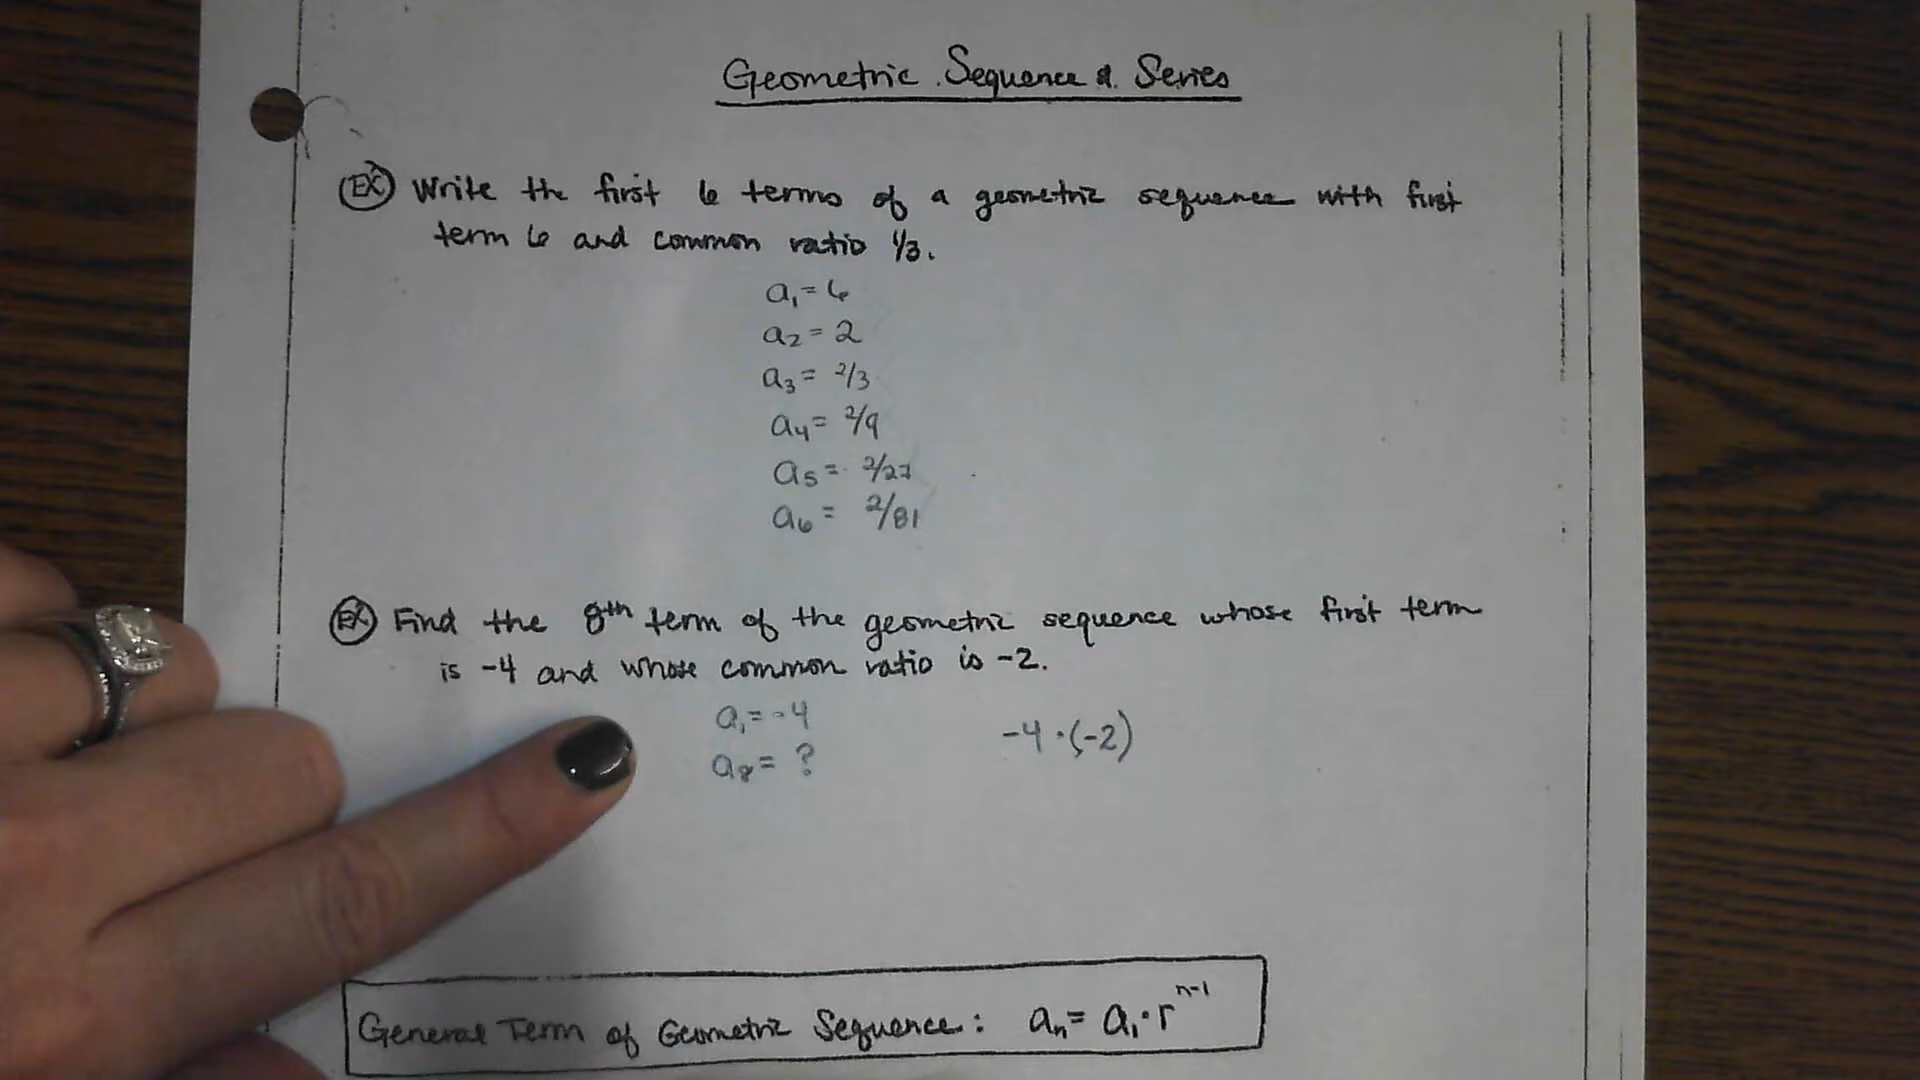 Geometric Sequence & Series
EX Write the first 6 terms of a geometric sequence with first
term 6 and common ratio 1/3.
a₁ = 6
a₂ = 2
a₃ = 2/3
a₄ = 2/9
a₅ = 2/27
a₆ = 2/81
EX Find the 8th term of the geometric sequence whose first term
is -4 and whose common ratio is -2.
a₁ = -4 -4 · (-2)
a₈ = ?
General Term of Geometric Sequence: aₙ = a₁ · rⁿ⁻¹